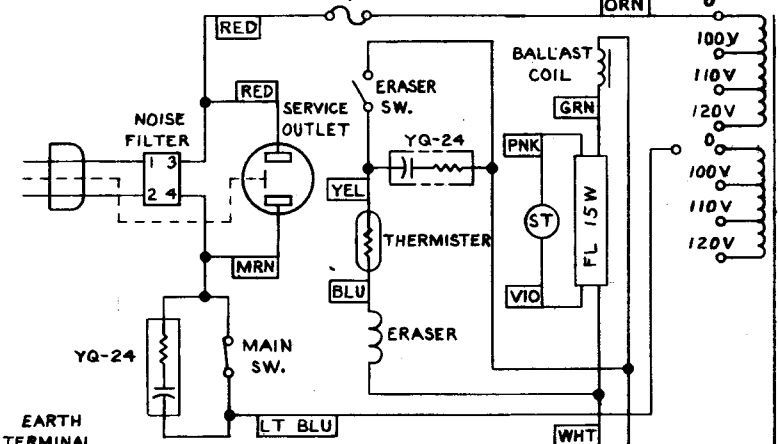 ORN
O
RED
100V
BALLAST
COIL
110V
ERASER
SW.
RED
SERVICE
OUTLET
GRN
120V
NOISE
FILTER
YQ-24
PNK
O
1 3
2 4
100V
YEL
ST
FL 15W
110V
THERMISTER
120V
MRN
BLU
VIO
ERASER
YQ-24
MAIN
SW.
EARTH
TERMINAL
LT BLU
WHT